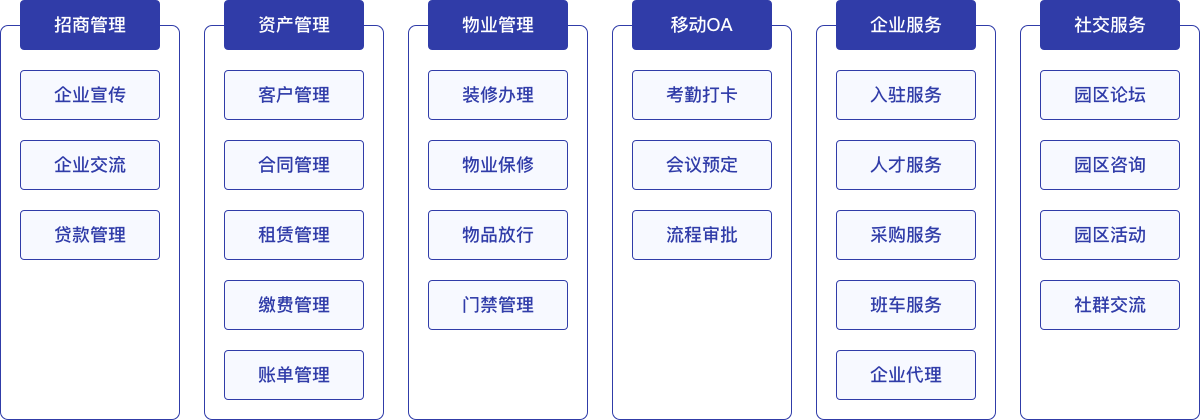 招商管理
企业宣传
企业交流
贷款管理
资产管理
客户管理
合同管理
租赁管理
缴费管理
账单管理
物业管理
装修办理
物业保修
物品放行
门禁管理
移动OA
考勤打卡
会议预定
流程审批
企业服务
入驻服务
人才服务
采购服务
班车服务
企业代理
社交服务
园区论坛
园区咨询
园区活动
社群交流